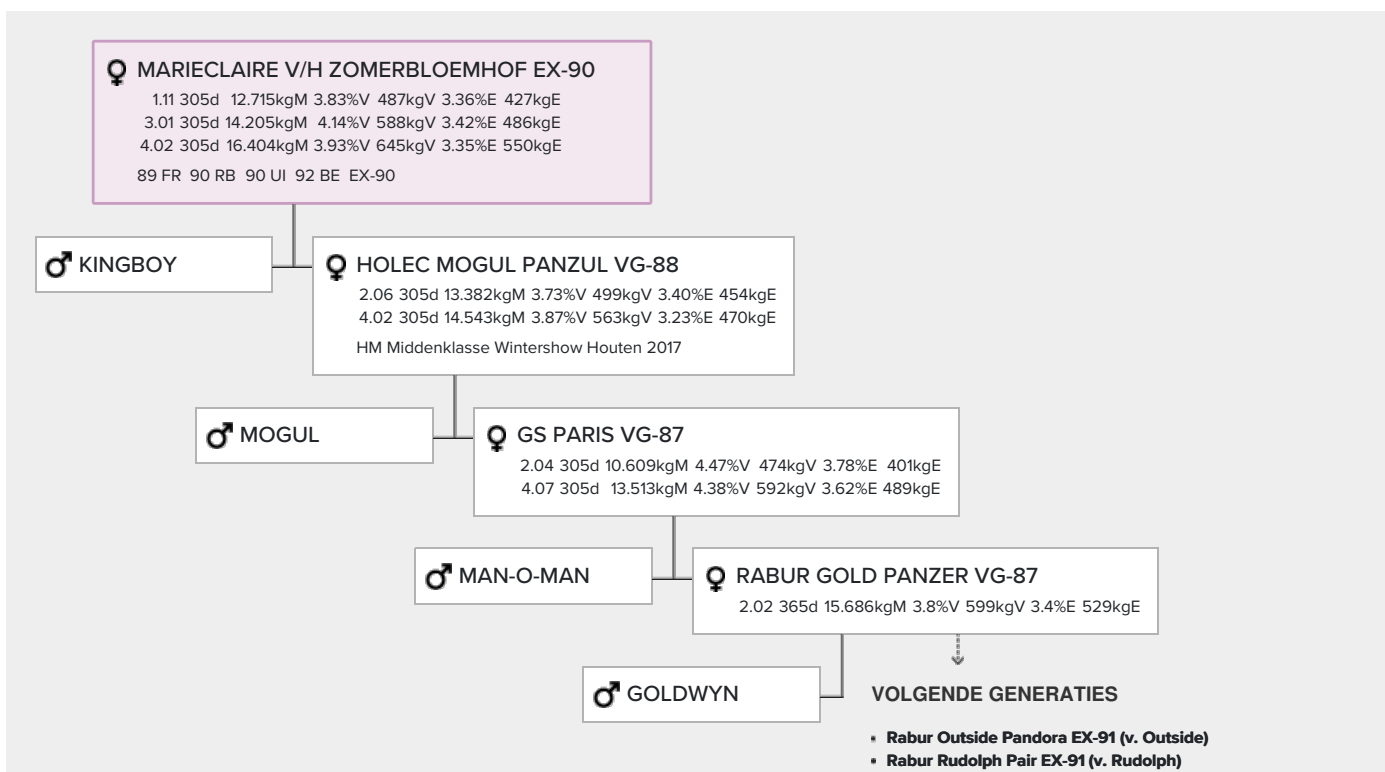 MARIECLAIRE V/H ZOMERBLOEMHOF EX-90
1.11 305d 12.715kgM 3.83%V 487kgV 3.36%E 427kgE
3.01 305d 14.205kgM 4.14%V 588kgV 3.42%E 486kgE
4.02 305d 16.404kgM 3.93%V 645kgV 3.35%E 550kgE
89 FR 90 RB 90 UI 92 BE EX-90
KINGBOY
HOLEC MOGUL PANZUL VG-88
2.06 305d 13.382kgM 3.73%V 499kgV 3.40%E 454kgE
4.02 305d 14.543kgM 3.87%V 563kgV 3.23%E 470kgE
HM Middenklasse Wintershow Houten 2017
MOGUL
GS PARIS VG-87
2.04 305d 10.609kgM 4.47%V 474kgV 3.78%E 401kgE
4.07 305d 13.513kgM 4.38%V 592kgV 3.62%E 489kgE
MAN-O-MAN
RABUR GOLD PANZER VG-87
2.02 365d 15.686kgM 3.8%V 599kgV 3.4%E 529kgE
GOLDWYN
VOLGENDE GENERATIES
• Rabur Outside Pandora EX-91 (v. Outside)
• Rabur Rudolph Pair EX-91 (v. Rudolph)